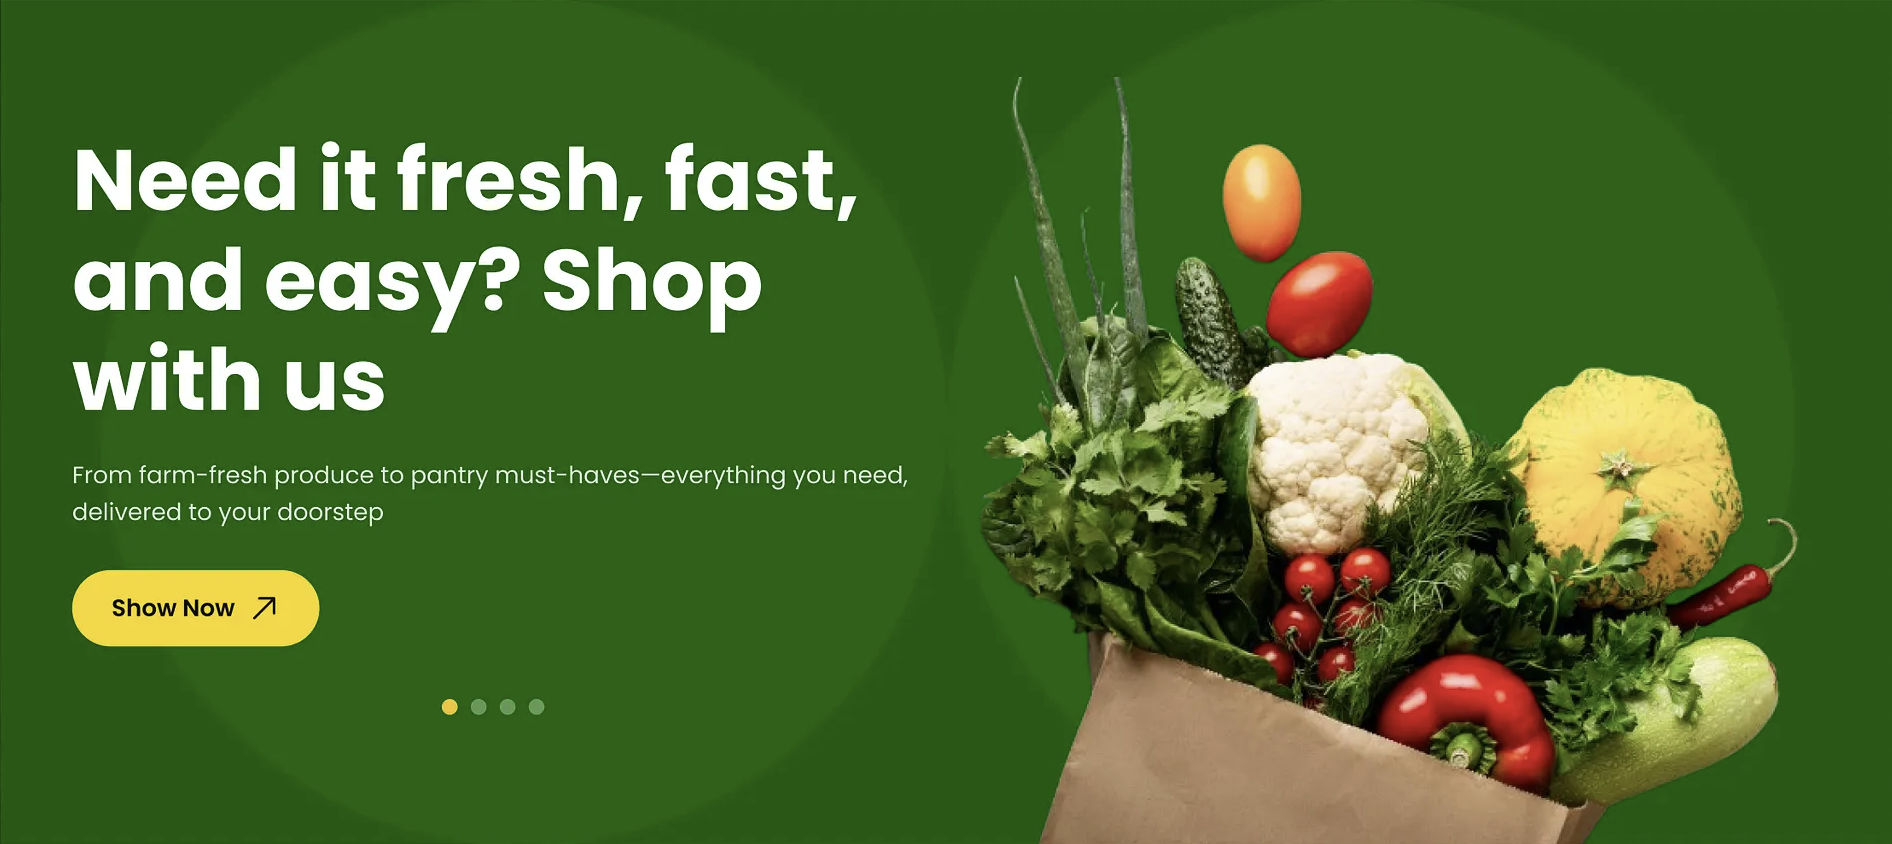 Need it fresh, fast,
and easy? Shop
with us
From farm-fresh produce to pantry must-haves—everything you need,
delivered to your doorstep
Show Now